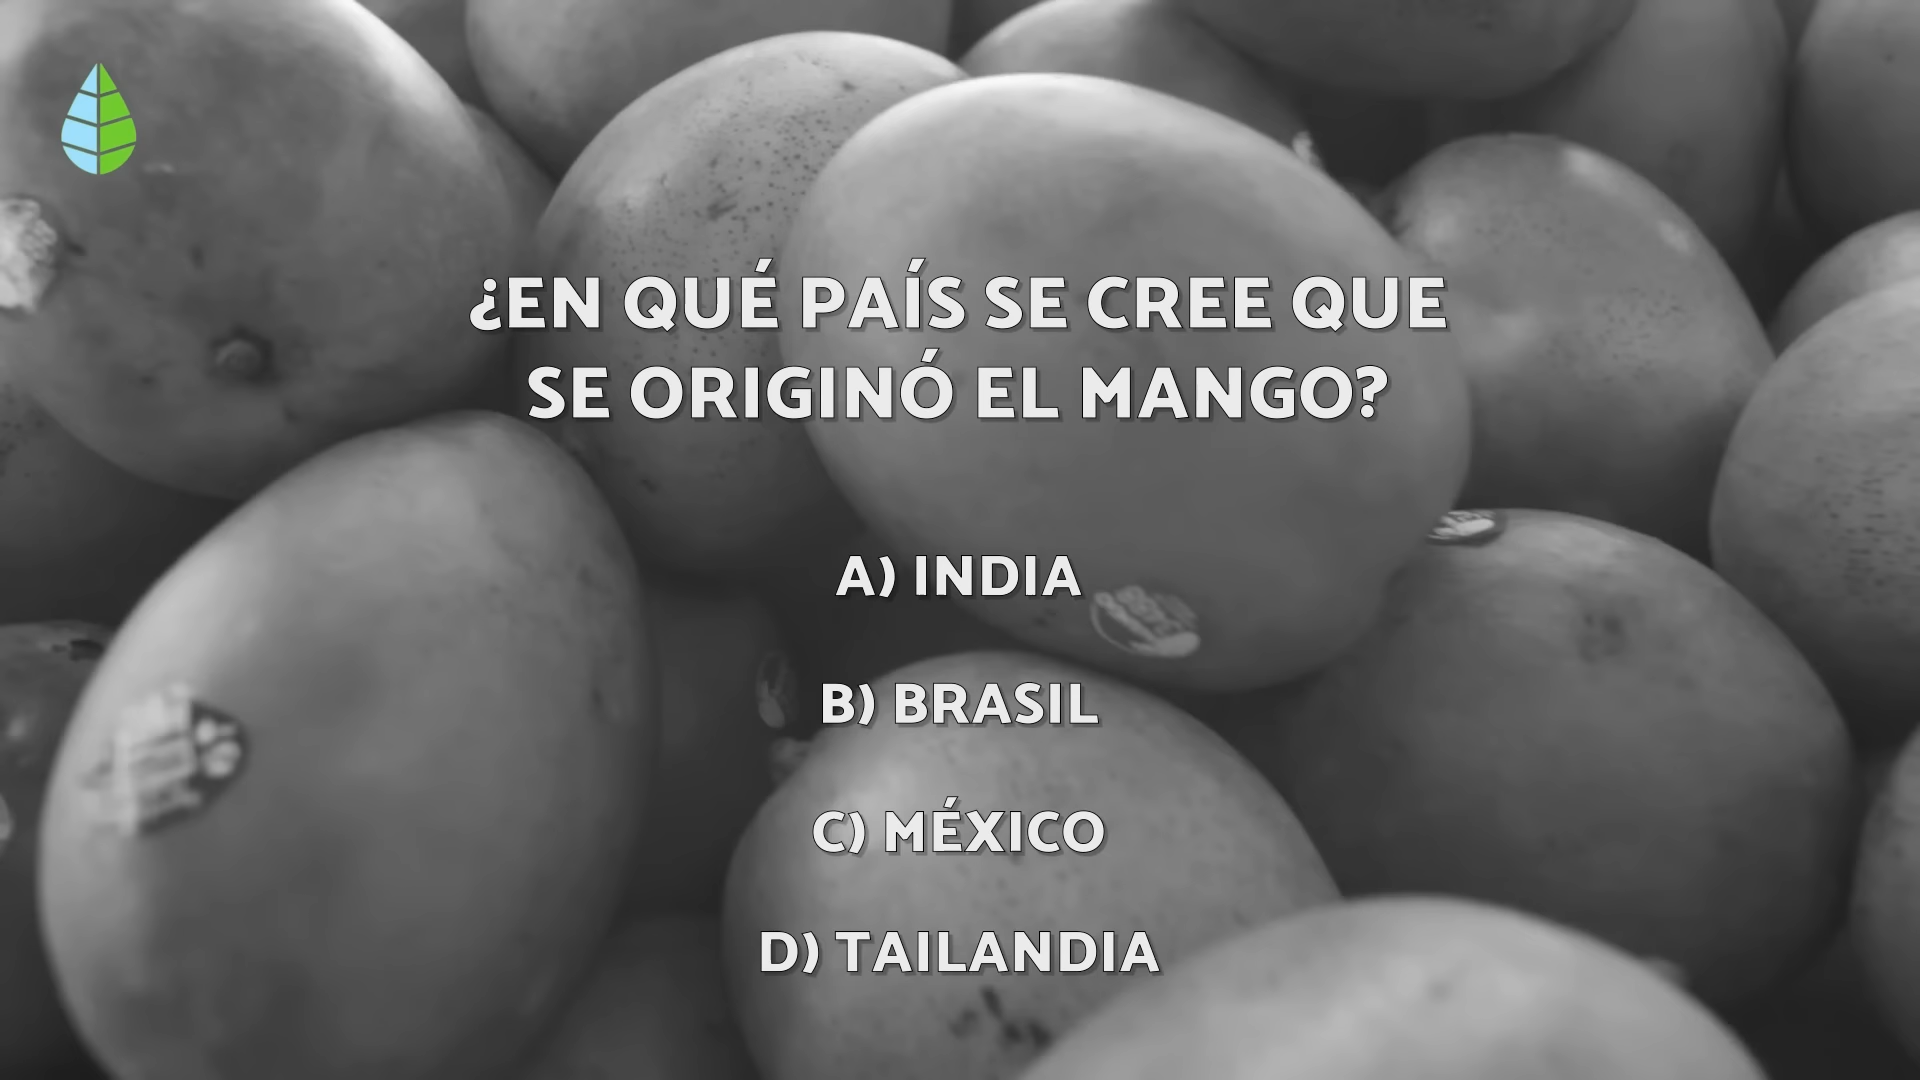 ¿EN QUÉ PAÍS SE CREE QUE
SE ORIGINÓ EL MANGO?
A) INDIA
B) BRASIL
C) MÉXICO
D) TAILANDIA